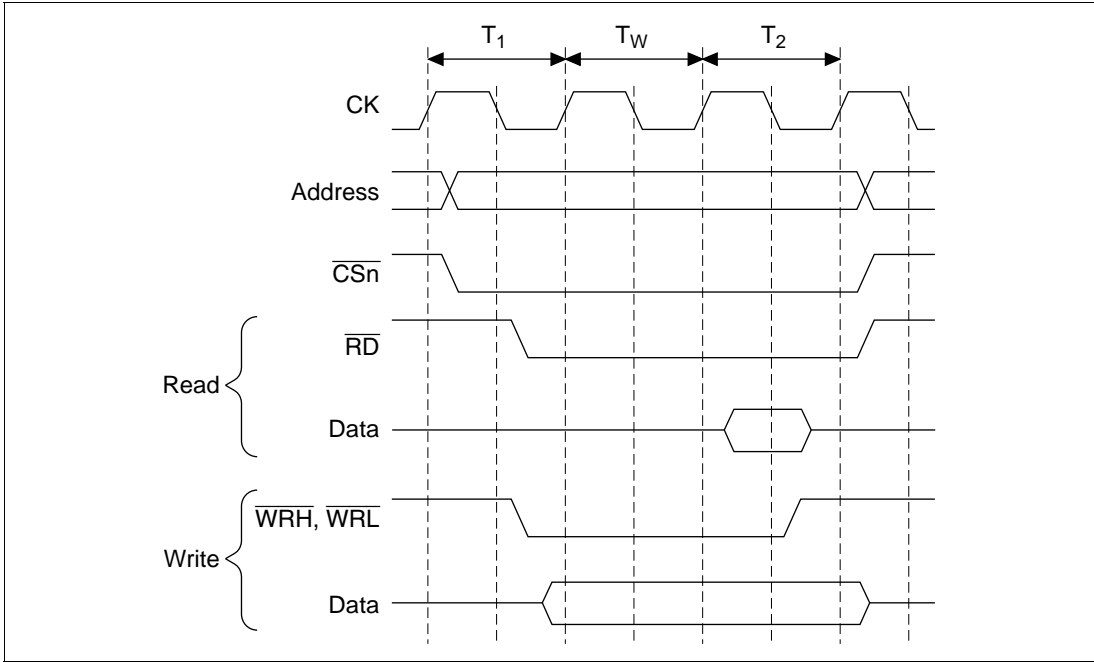 T1 TW T2
CK
Address
CSn
RD
Read
Data
WRH, WRL
Write
Data